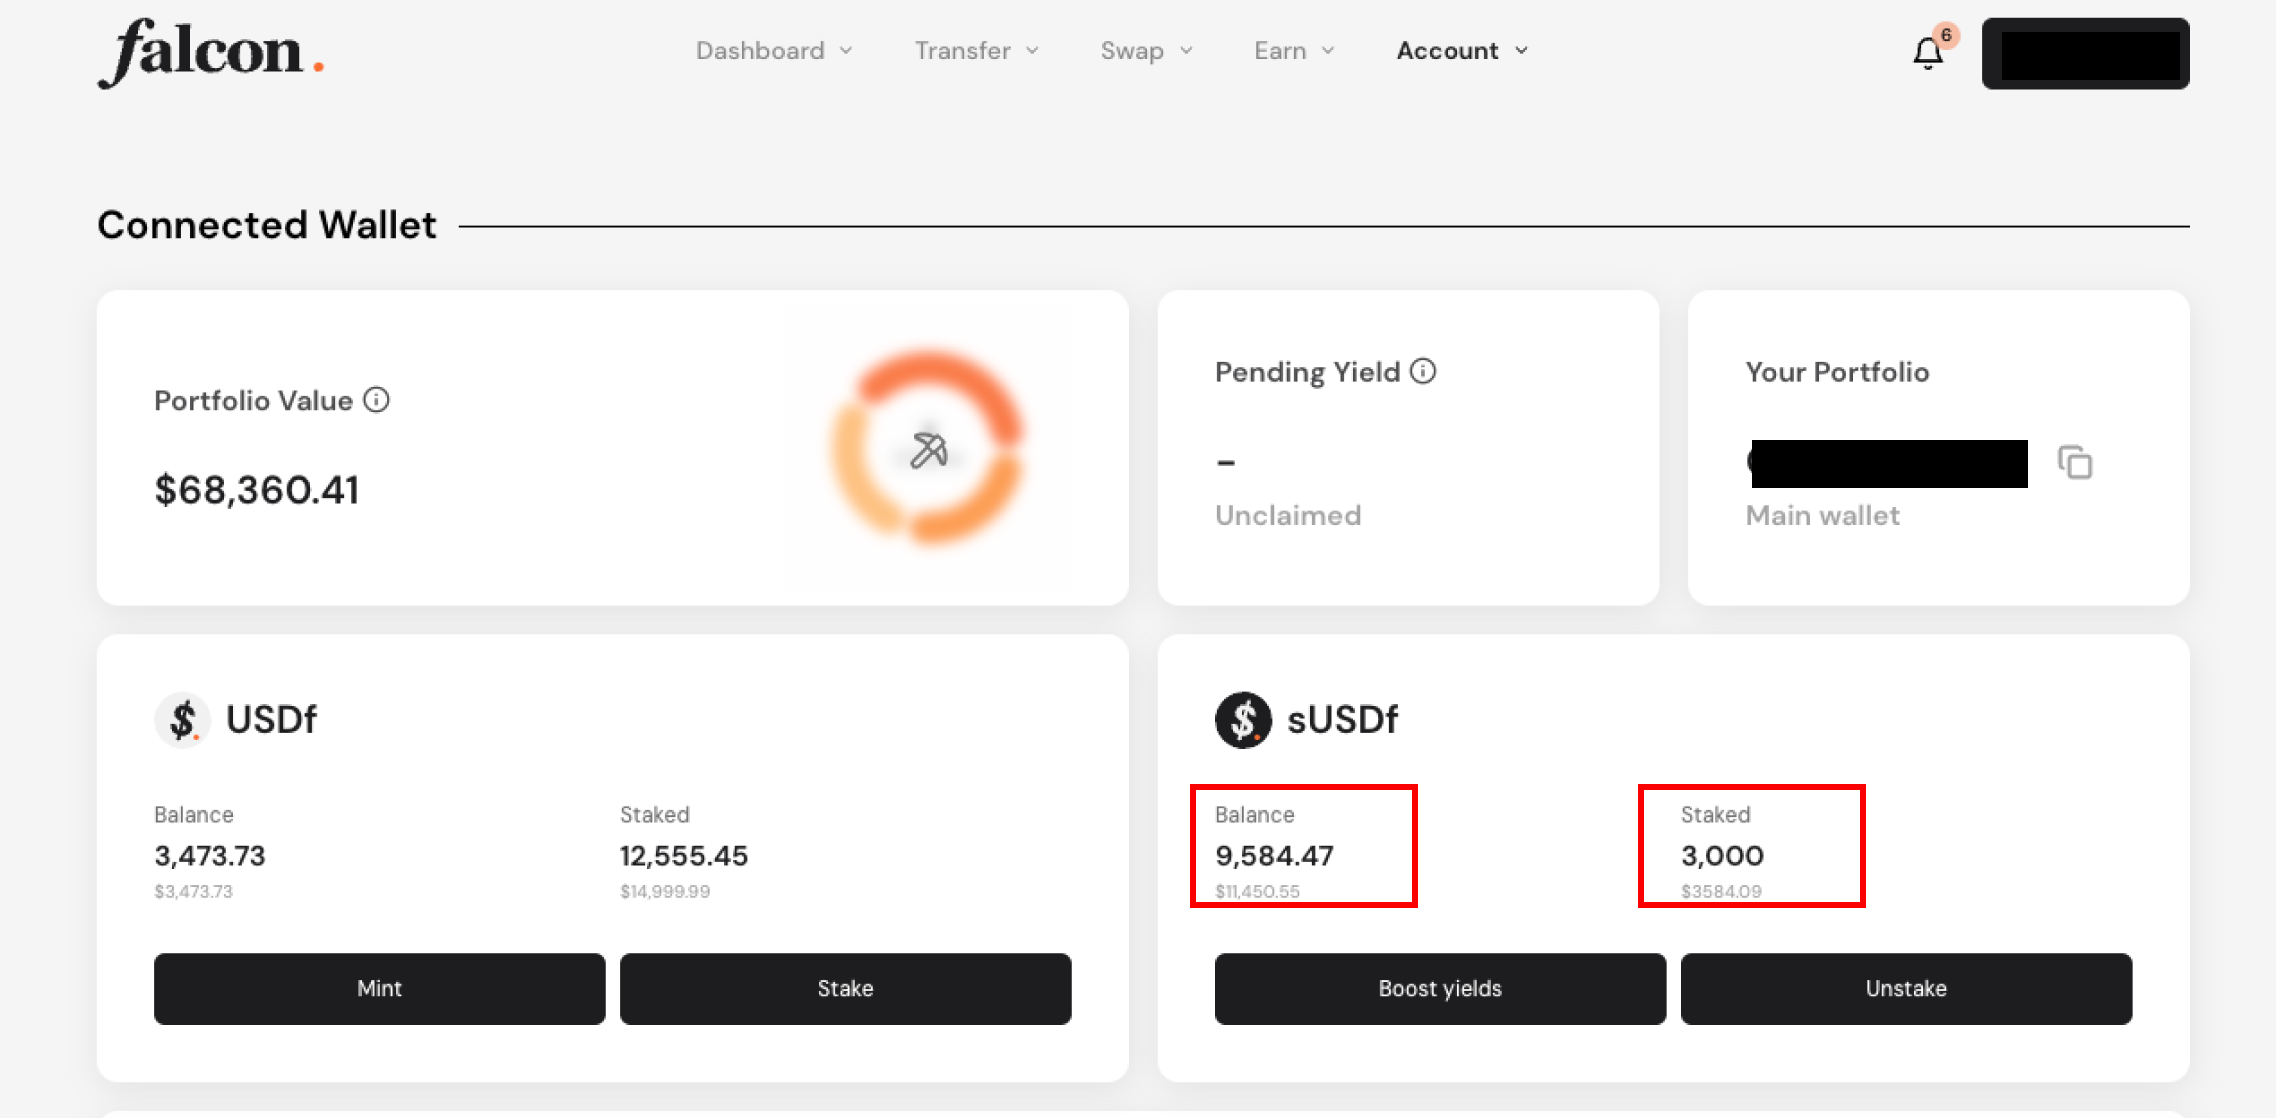 falcon.
Dashboard Transfer Swap Earn Account 6
Connected Wallet
Portfolio Value
$68,360.41
Pending Yield
–
Unclaimed
Your Portfolio
Main wallet
USDf
Balance Staked
3,473.73 12,555.45
$3,473.73 $14,999.99
Mint Stake
sUSDf
Balance Staked
9,584.47 3,000
$11,450.55 $3584.09
Boost yields Unstake